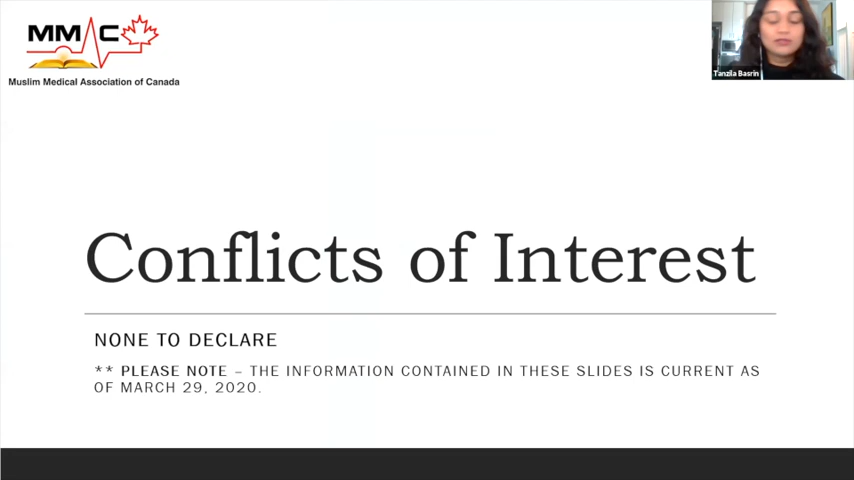 MMAC
Muslim Medical Association of Canada
Tanzila Basrin
Conflicts of Interest
NONE TO DECLARE
** PLEASE NOTE – THE INFORMATION CONTAINED IN THESE SLIDES IS CURRENT AS
OF MARCH 29, 2020.